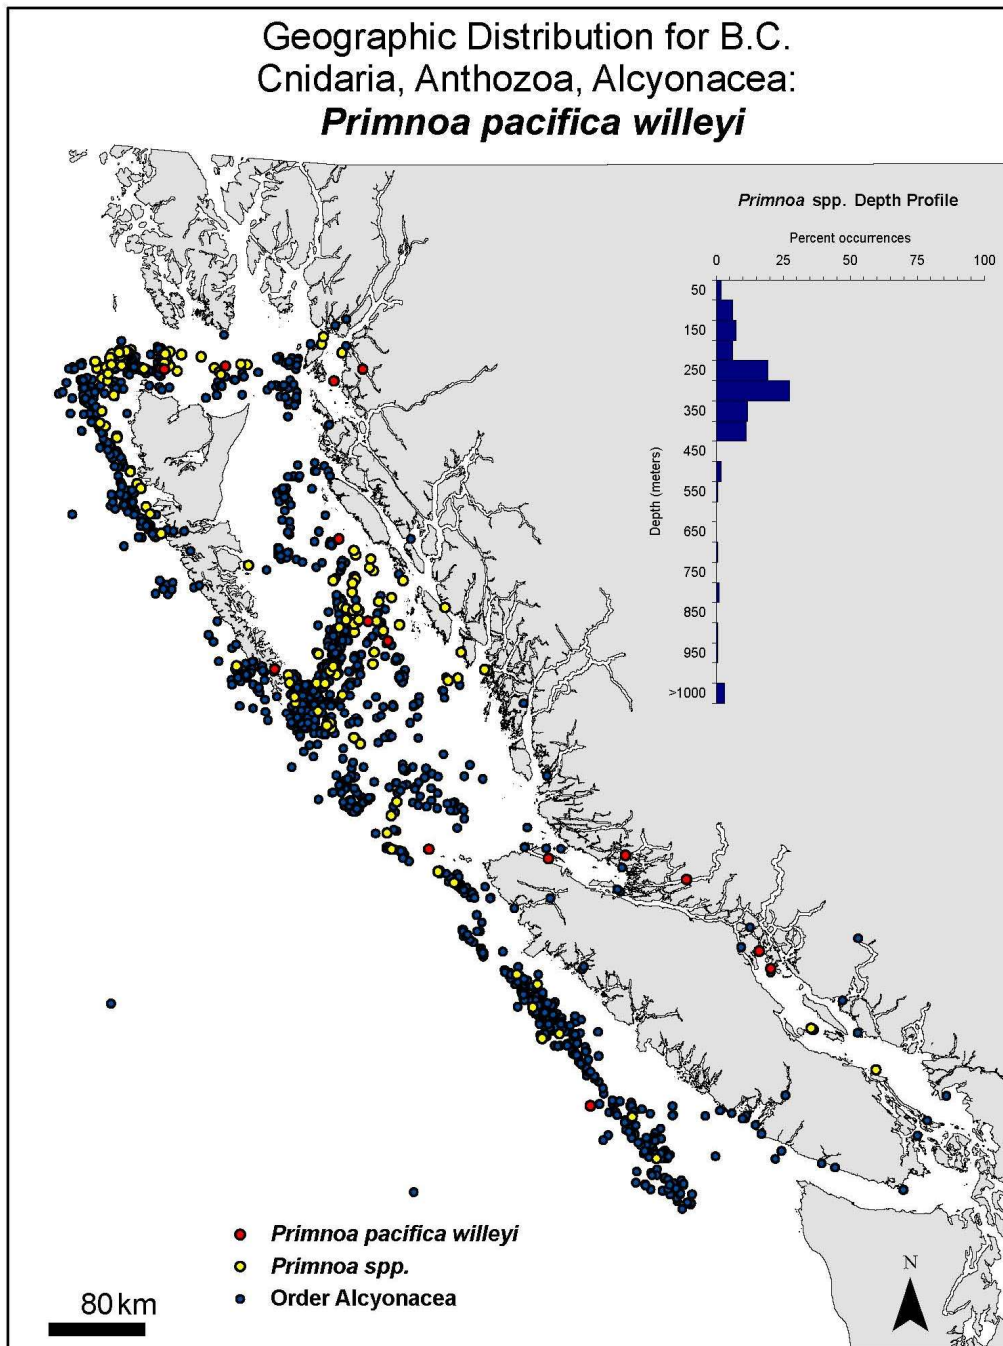 Geographic Distribution for B.C.
Cnidaria, Anthozoa, Alcyonacea:
Primnoa pacifica willeyi
Primnoa spp. Depth Profile
Percent occurrences
0 25 50 75 100
50
150
250
350
450
550
650
750
850
950
>1000
Depth (meters)
Primnoa pacifica willeyi
Primnoa spp.
Order Alcyonacea
80 km
N